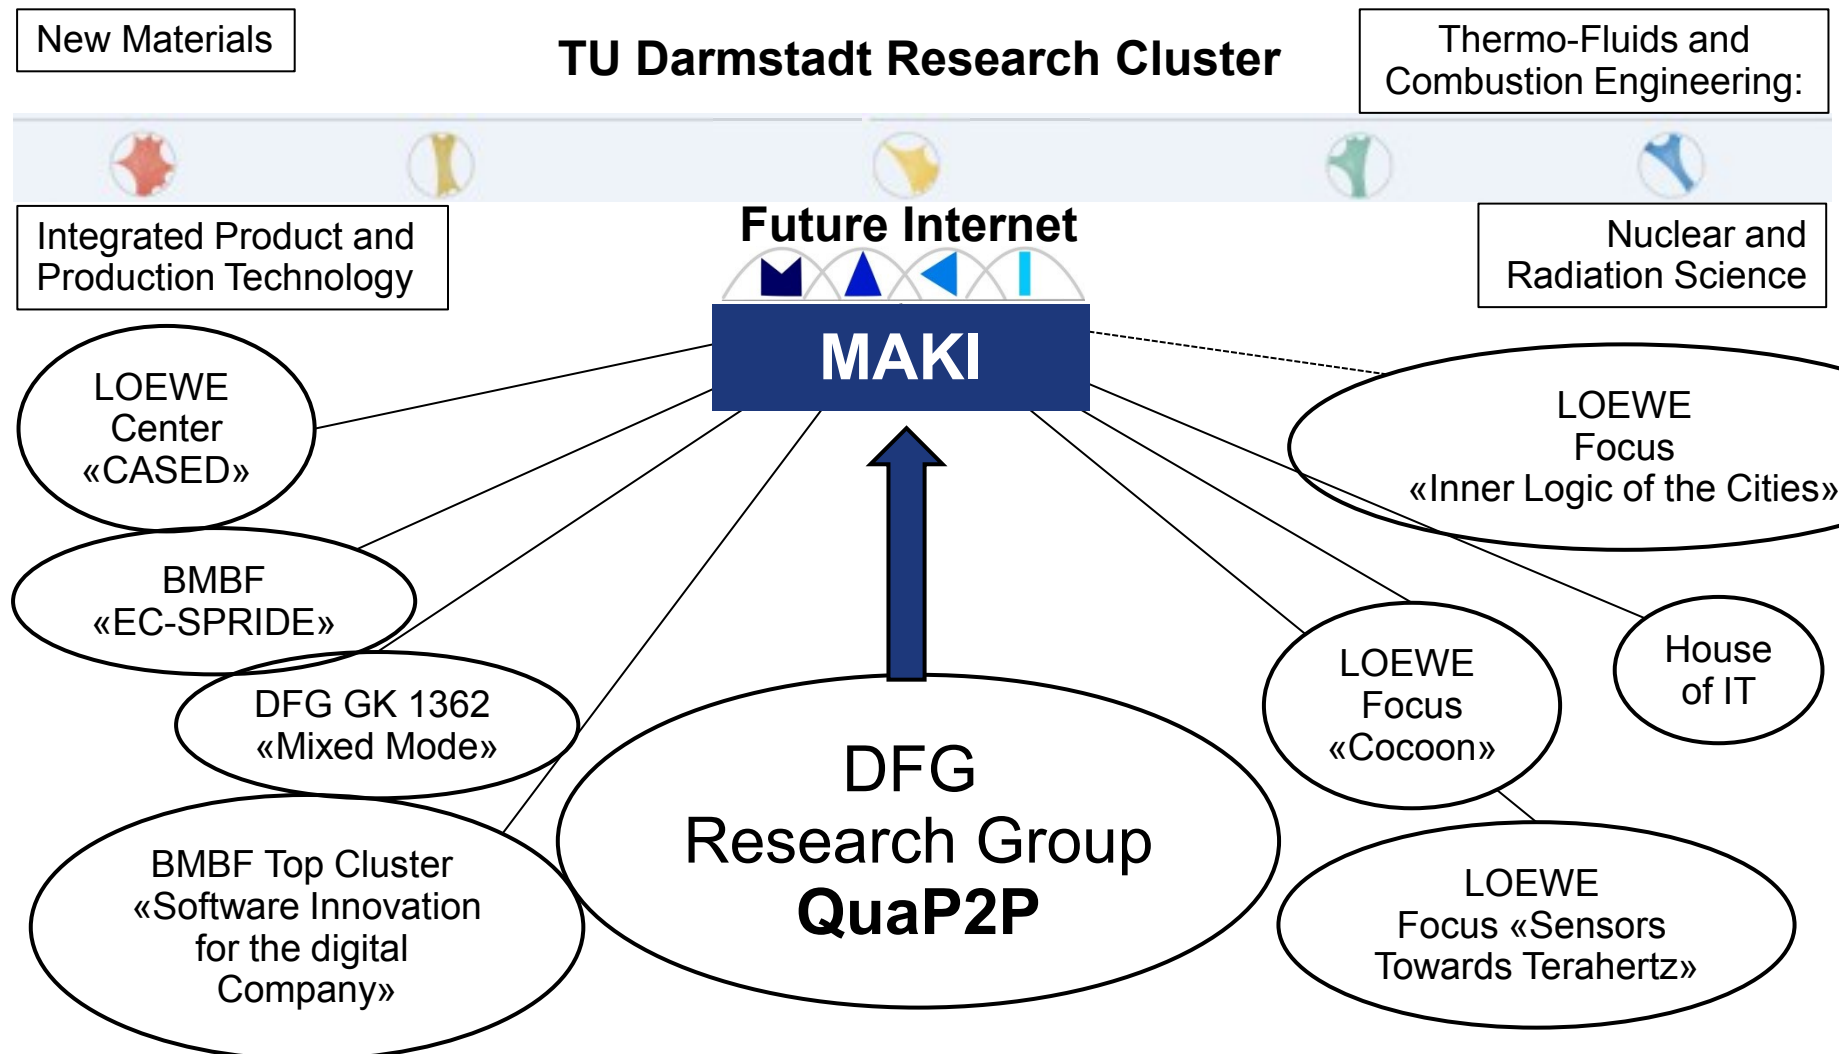 New Materials
TU Darmstadt Research Cluster
Thermo-Fluids and
Combustion Engineering:
Integrated Product and
Production Technology
Future Internet
Nuclear and
Radiation Science
MAKI
LOEWE
Center
«CASED»
BMBF
«EC-SPRIDE»
DFG GK 1362
«Mixed Mode»
BMBF Top Cluster
«Software Innovation
for the digital
Company»
DFG
Research Group
QuaP2P
LOEWE
Focus
«Inner Logic of the Cities»
House
of IT
LOEWE
Focus
«Cocoon»
LOEWE
Focus «Sensors
Towards Terahertz»